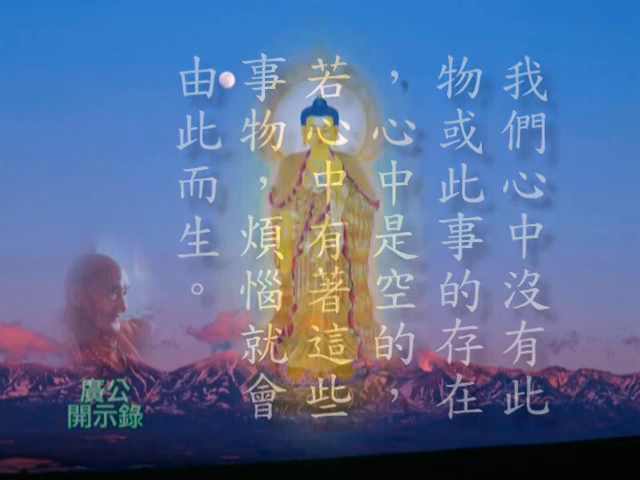 我們心中沒有此
物或此事的存在
，心中是空的，
若心中有著這些
事物，煩惱就會
由此而生。
廣公
開示錄